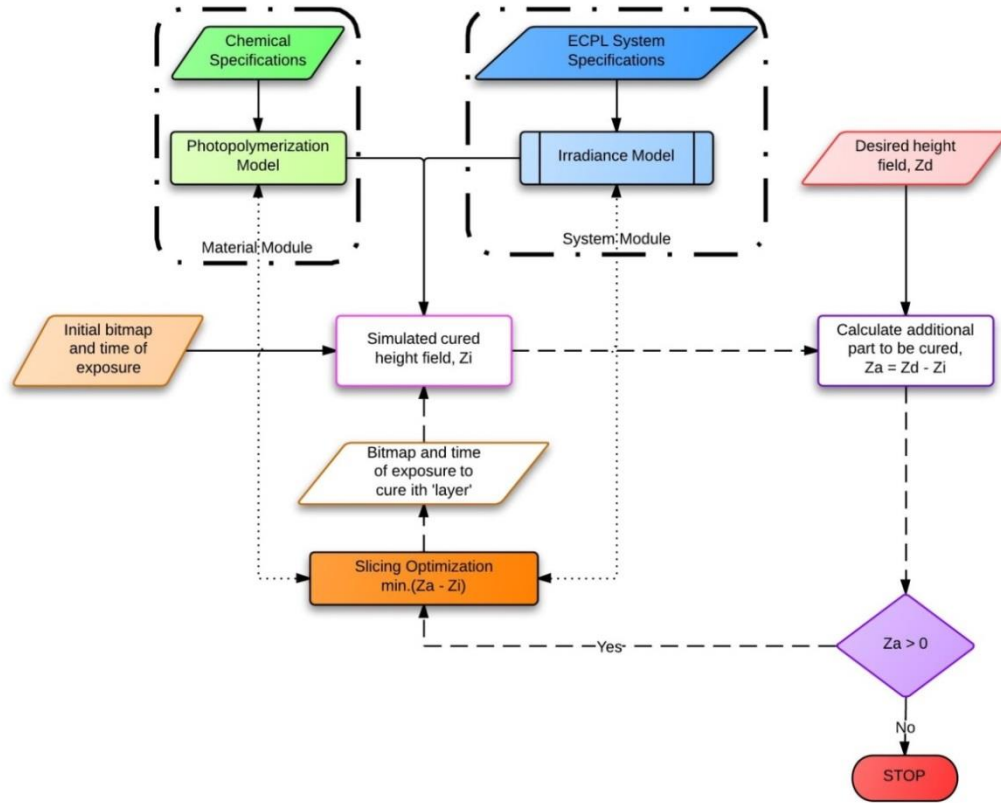 Chemical
Specifications
ECPL System
Specifications
Photopolymerization
Model
Irradiance Model
Desired height
field, Zd
Material Module
System Module
Initial bitmap
and time of
exposure
Simulated cured
height field, Zi
Calculate additional
part to be cured,
Za = Zd - Zi
Bitmap and time
of exposure to
cure ith 'layer'
Slicing Optimization
min.(Za - Zi)
Yes
Za > 0
No
STOP